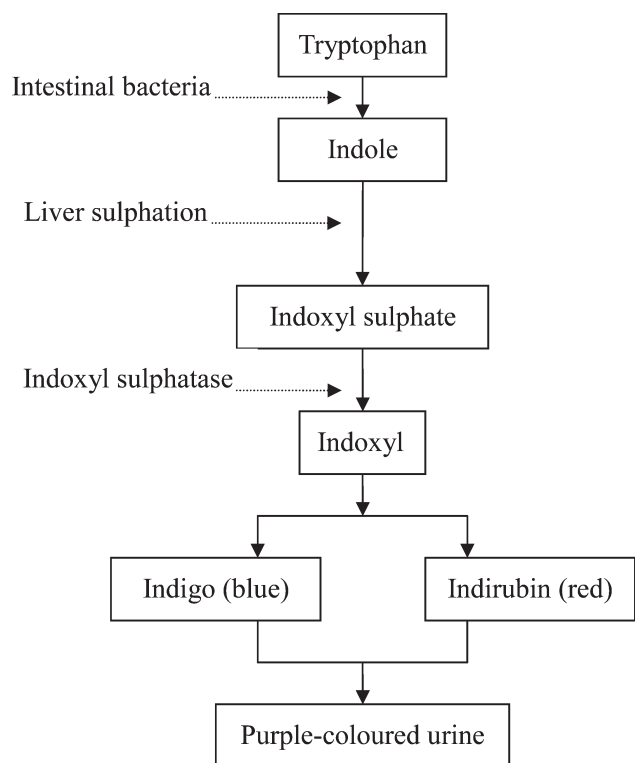 Tryptophan
Intestinal bacteria
Indole
Liver sulphation
Indoxyl sulphate
Indoxyl sulphatase
Indoxyl
Indigo (blue)
Indirubin (red)
Purple-coloured urine